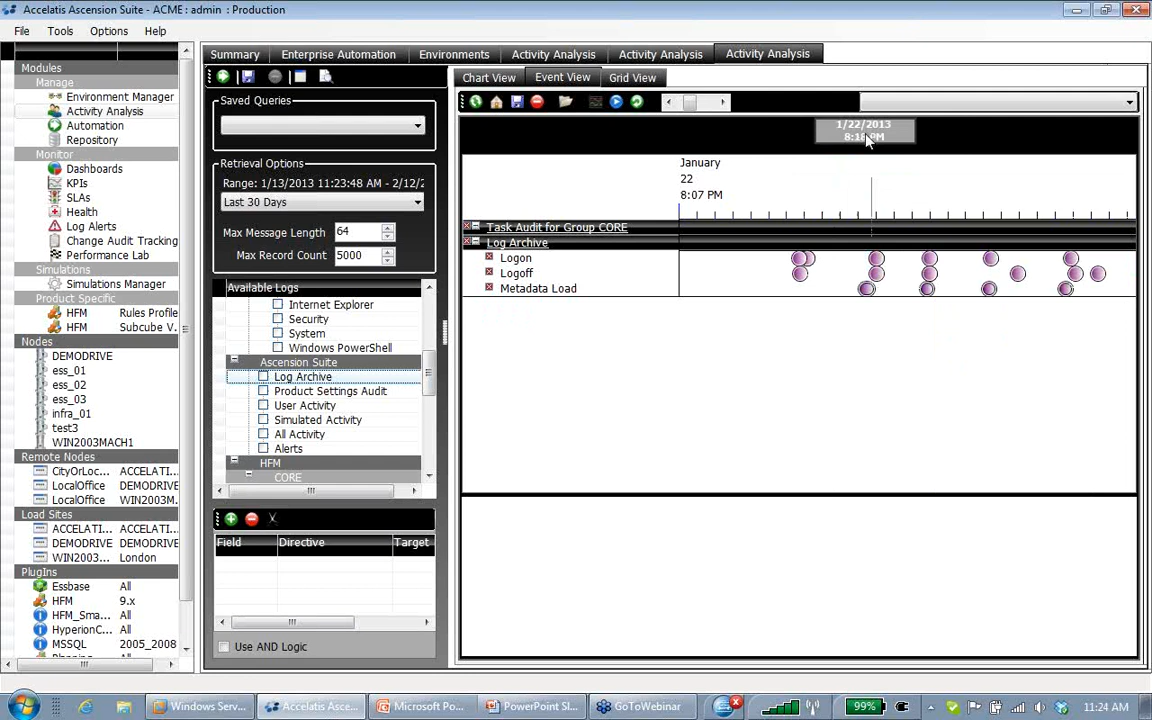 Accelatis Ascension Suite - ACME : admin : Production
File Tools Options Help
Modules
Manage
Environment Manager
Activity Analysis
Automation
Repository
Monitor
Dashboards
KPIs
SLAs
Health
Log Alerts
Change Audit Tracking
Performance Lab
Simulations
Simulations Manager
Product Specific
HFM Rules Profile
HFM Subcube V...
Nodes
DEMODRIVE
ess_01
ess_02
ess_03
infra_01
test3
WIN2003MACH1
Remote Nodes
CityOrLoc... ACCELATI...
LocalOffice DEMODRIVE
LocalOffice WIN2003M...
Load Sites
ACCELATI... ACCELATI...
DEMODRIVE DEMODRIVE
WIN2003... London
PlugIns
Essbase All
HFM 9.x
HFM_Sma... All
HyperionC... All
MSSQL 2005_2008
Summary Enterprise Automation Environments Activity Analysis Activity Analysis Activity Analysis
Saved Queries
Retrieval Options
Range: 1/13/2013 11:23:48 AM - 2/12/2
Last 30 Days
Max Message Length 64
Max Record Count 5000
Available Logs
Internet Explorer
Security
System
Windows PowerShell
Ascension Suite
Log Archive
Product Settings Audit
User Activity
Simulated Activity
All Activity
Alerts
HFM
CORE
Field Directive Target
Use AND Logic
Chart View Event View Grid View
1/22/2013
8:18 PM
January
22
8:07 PM
Task Audit for Group CORE
Log Archive
Logon
Logoff
Metadata Load
Windows Serv... Accelatis Asce... Microsoft Po... PowerPoint Sl... GoToWebinar 99% 11:24 AM